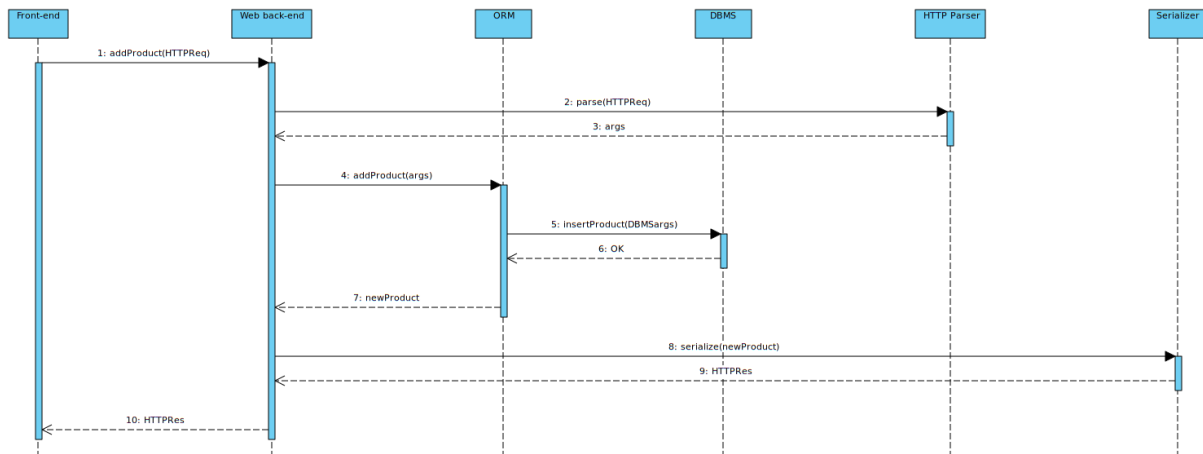 Front-end
Web back-end
ORM
DBMS
HTTP Parser
Serializer
1: addProduct(HTTPReq)
2: parse(HTTPReq)
3: args
4: addProduct(args)
5: insertProduct(DBMSargs)
6: OK
7: newProduct
8: serialize(newProduct)
9: HTTPRes
10: HTTPRes